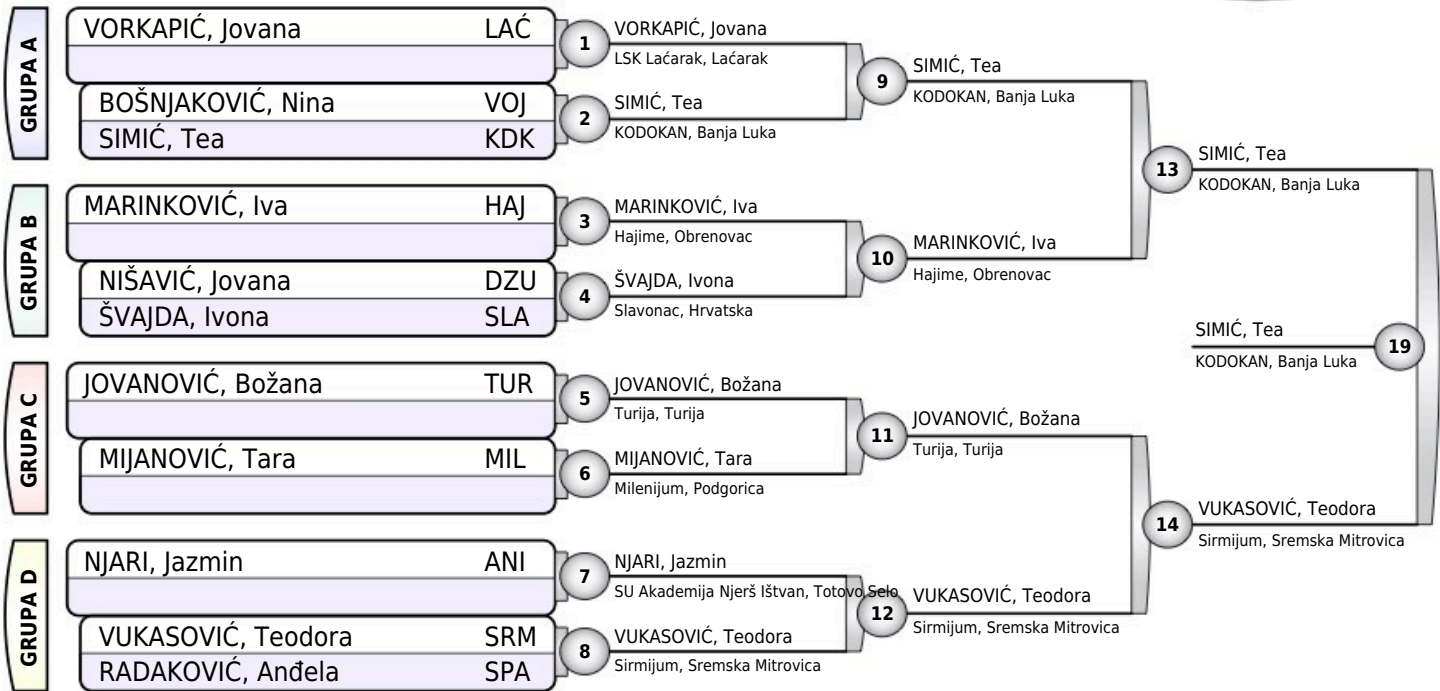 GRUPA A
VORKAPIĆ, Jovana LAĆ
BOŠNJAKOVIĆ, Nina VOJ
SIMIĆ, Tea KDK
GRUPA B
MARINKOVIĆ, Iva HAJ
NIŠAVIĆ, Jovana DZU
ŠVAJDA, Ivona SLA
GRUPA C
JOVANOVIĆ, Božana TUR
MIJANOVIĆ, Tara MIL
GRUPA D
NJARI, Jazmin ANI
VUKASOVIĆ, Teodora SRM
RADAKOVIĆ, Anđela SPA
1
VORKAPIĆ, Jovana
LSK Laćarak, Laćarak
2
SIMIĆ, Tea
KODOKAN, Banja Luka
3
MARINKOVIĆ, Iva
Hajime, Obrenovac
4
ŠVAJDA, Ivona
Slavonac, Hrvatska
5
JOVANOVIĆ, Božana
Turija, Turija
6
MIJANOVIĆ, Tara
Milenijum, Podgorica
7
NJARI, Jazmin
SU Akademija Njerš Ištvan, Totovo Selo
8
VUKASOVIĆ, Teodora
Sirmijum, Sremska Mitrovica
9
SIMIĆ, Tea
KODOKAN, Banja Luka
10
MARINKOVIĆ, Iva
Hajime, Obrenovac
11
JOVANOVIĆ, Božana
Turija, Turija
12
VUKASOVIĆ, Teodora
Sirmijum, Sremska Mitrovica
13
SIMIĆ, Tea
KODOKAN, Banja Luka
14
VUKASOVIĆ, Teodora
Sirmijum, Sremska Mitrovica
SIMIĆ, Tea
KODOKAN, Banja Luka
19